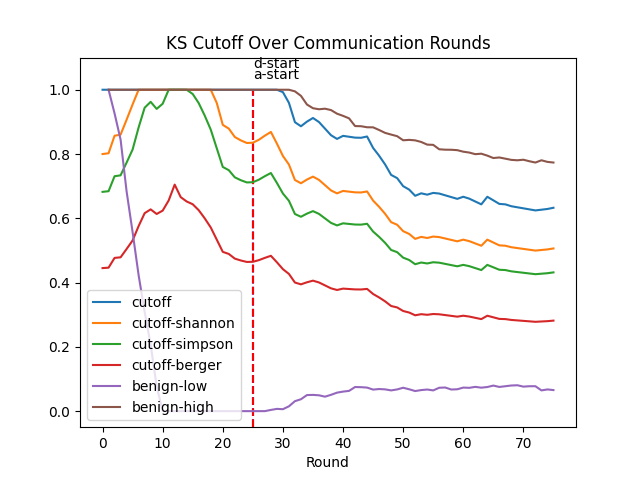 KS Cutoff Over Communication Rounds
d-start
a-start
1.0
0.8
0.6
0.4
0.2
0.0
cutoff
cutoff-shannon
cutoff-simpson
cutoff-berger
benign-low
benign-high
0 10 20 30 40 50 60 70
Round